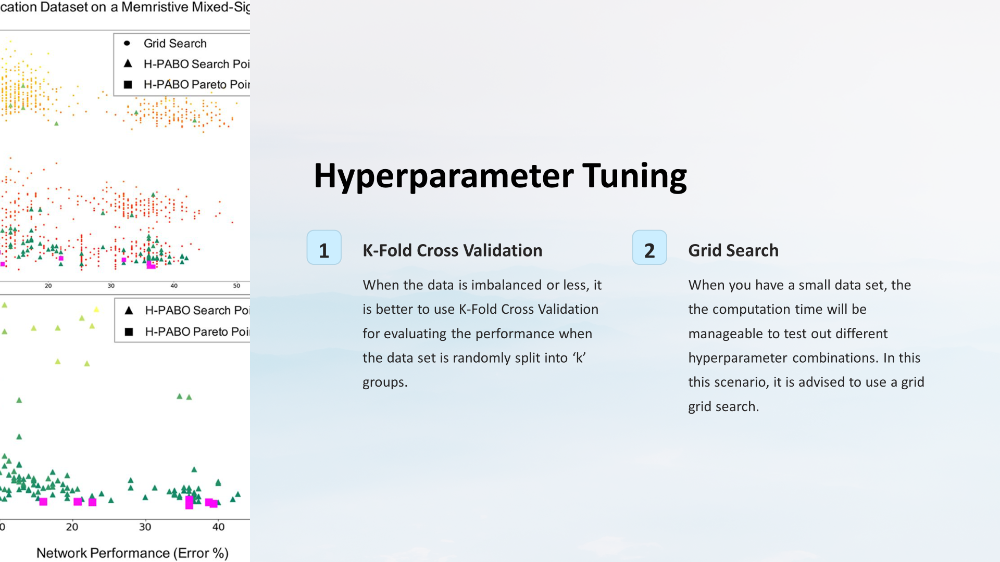 cation Dataset on a Memristive Mixed-Sig
Grid Search
H-PABO Search Poi
H-PABO Pareto Poin
20 30 40 50
H-PABO Search Poi
H-PABO Pareto Poin
0 20 30 40
Network Performance (Error %)
Hyperparameter Tuning
1
K-Fold Cross Validation
When the data is imbalanced or less, it
is better to use K-Fold Cross Validation
for evaluating the performance when
the data set is randomly split into ‘k’
groups.
2
Grid Search
When you have a small data set, the
the computation time will be
manageable to test out different
hyperparameter combinations. In this
this scenario, it is advised to use a grid
grid search.